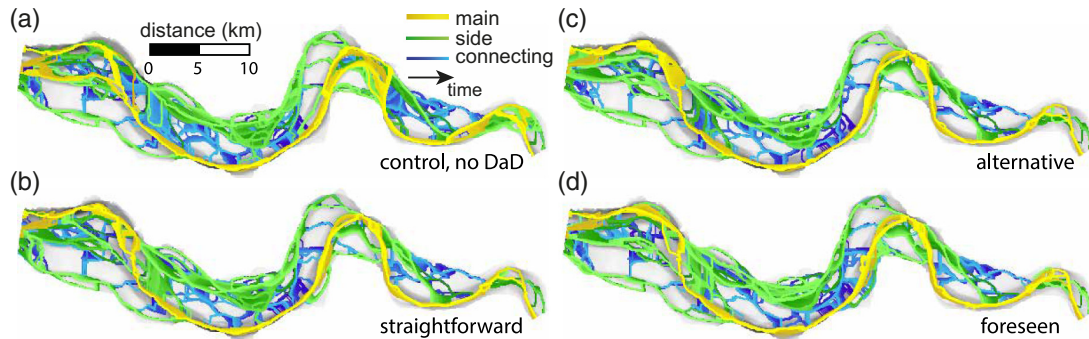 (a)
distance (km)
0 5 10
main
side
connecting
time
control, no DaD
(c)
alternative
(b)
straightforward
(d)
foreseen